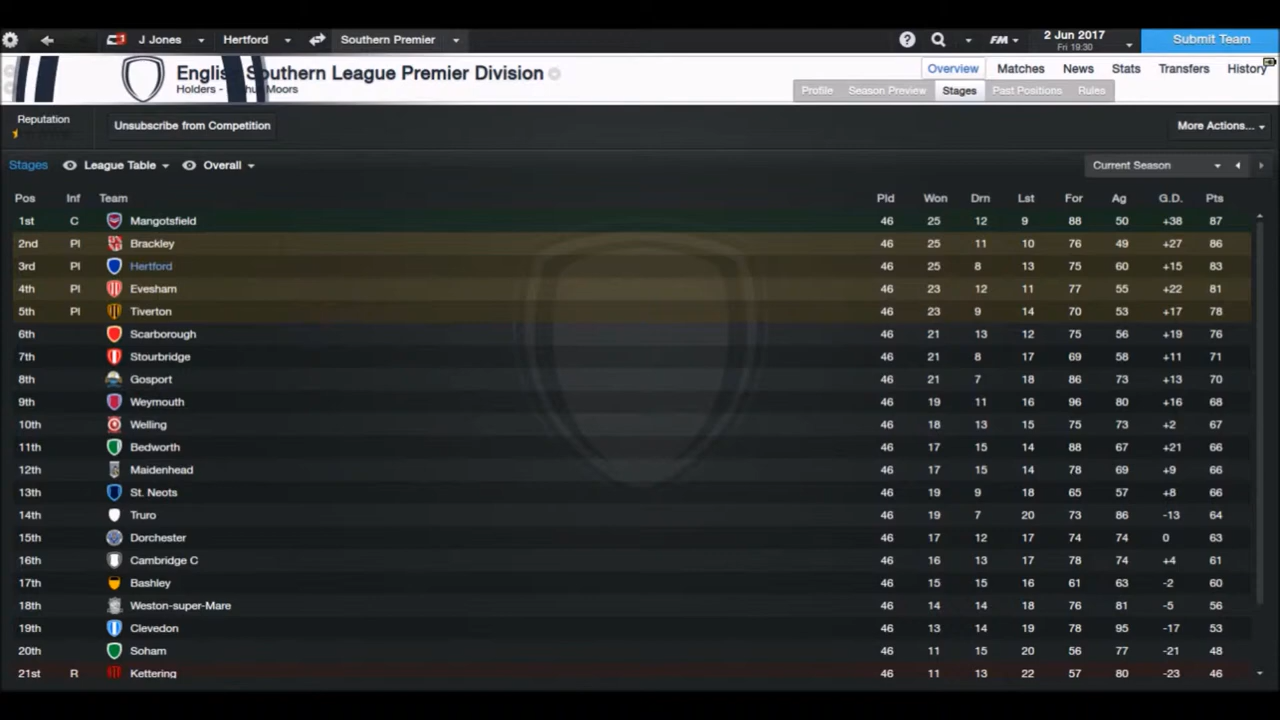 J Jones Hertford Southern Premier FM 2 Jun 2017 Submit Team
Fri 19:30
English Southern League Premier Division Overview Matches News Stats Transfers History
Holders - hur Moors Profile Season Preview Stages Past Positions Rules
Reputation Unsubscribe from Competition More Actions...
Stages League Table Overall Current Season
Pos Inf Team Pld Won Drn Lst For Ag G.D. Pts
1st C Mangotsfield 46 25 12 9 88 50 +38 87
2nd Pl Brackley 46 25 11 10 76 49 +27 86
3rd Pl Hertford 46 25 8 13 75 60 +15 83
4th Pl Evesham 46 23 12 11 77 55 +22 81
5th Pl Tiverton 46 23 9 14 70 53 +17 78
6th Scarborough 46 21 13 12 75 56 +19 76
7th Stourbridge 46 21 8 17 69 58 +11 71
8th Gosport 46 21 7 18 86 73 +13 70
9th Weymouth 46 19 11 16 96 80 +16 68
10th Welling 46 18 13 15 75 73 +2 67
11th Bedworth 46 17 15 14 88 67 +21 66
12th Maidenhead 46 17 15 14 78 69 +9 66
13th St. Neots 46 19 9 18 65 57 +8 66
14th Truro 46 19 7 20 73 86 -13 64
15th Dorchester 46 17 12 17 74 74 0 63
16th Cambridge C 46 16 13 17 78 74 +4 61
17th Bashley 46 15 15 16 61 63 -2 60
18th Weston-super-Mare 46 14 14 18 76 81 -5 56
19th Clevedon 46 13 14 19 78 95 -17 53
20th Soham 46 11 15 20 56 77 -21 48
21st R Kettering 46 11 13 22 57 80 -23 46